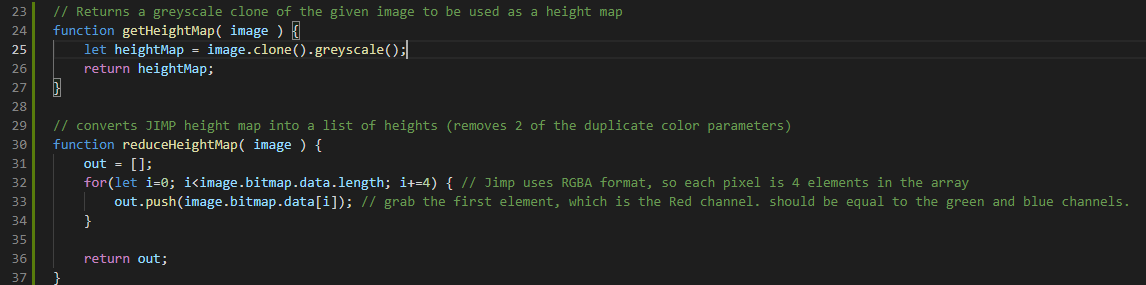 23 // Returns a greyscale clone of the given image to be used as a height map
24 function getHeightMap( image ) {
25     let heightMap = image.clone().greyscale();
26     return heightMap;
27 }
28
29 // converts JIMP height map into a list of heights (removes 2 of the duplicate color parameters)
30 function reduceHeightMap( image ) {
31     out = [];
32     for(let i=0; i<image.bitmap.data.length; i+=4) { // Jimp uses RGBA format, so each pixel is 4 elements in the array
33         out.push(image.bitmap.data[i]); // grab the first element, which is the Red channel. should be equal to the green and blue channels.
34     }
35
36     return out;
37 }